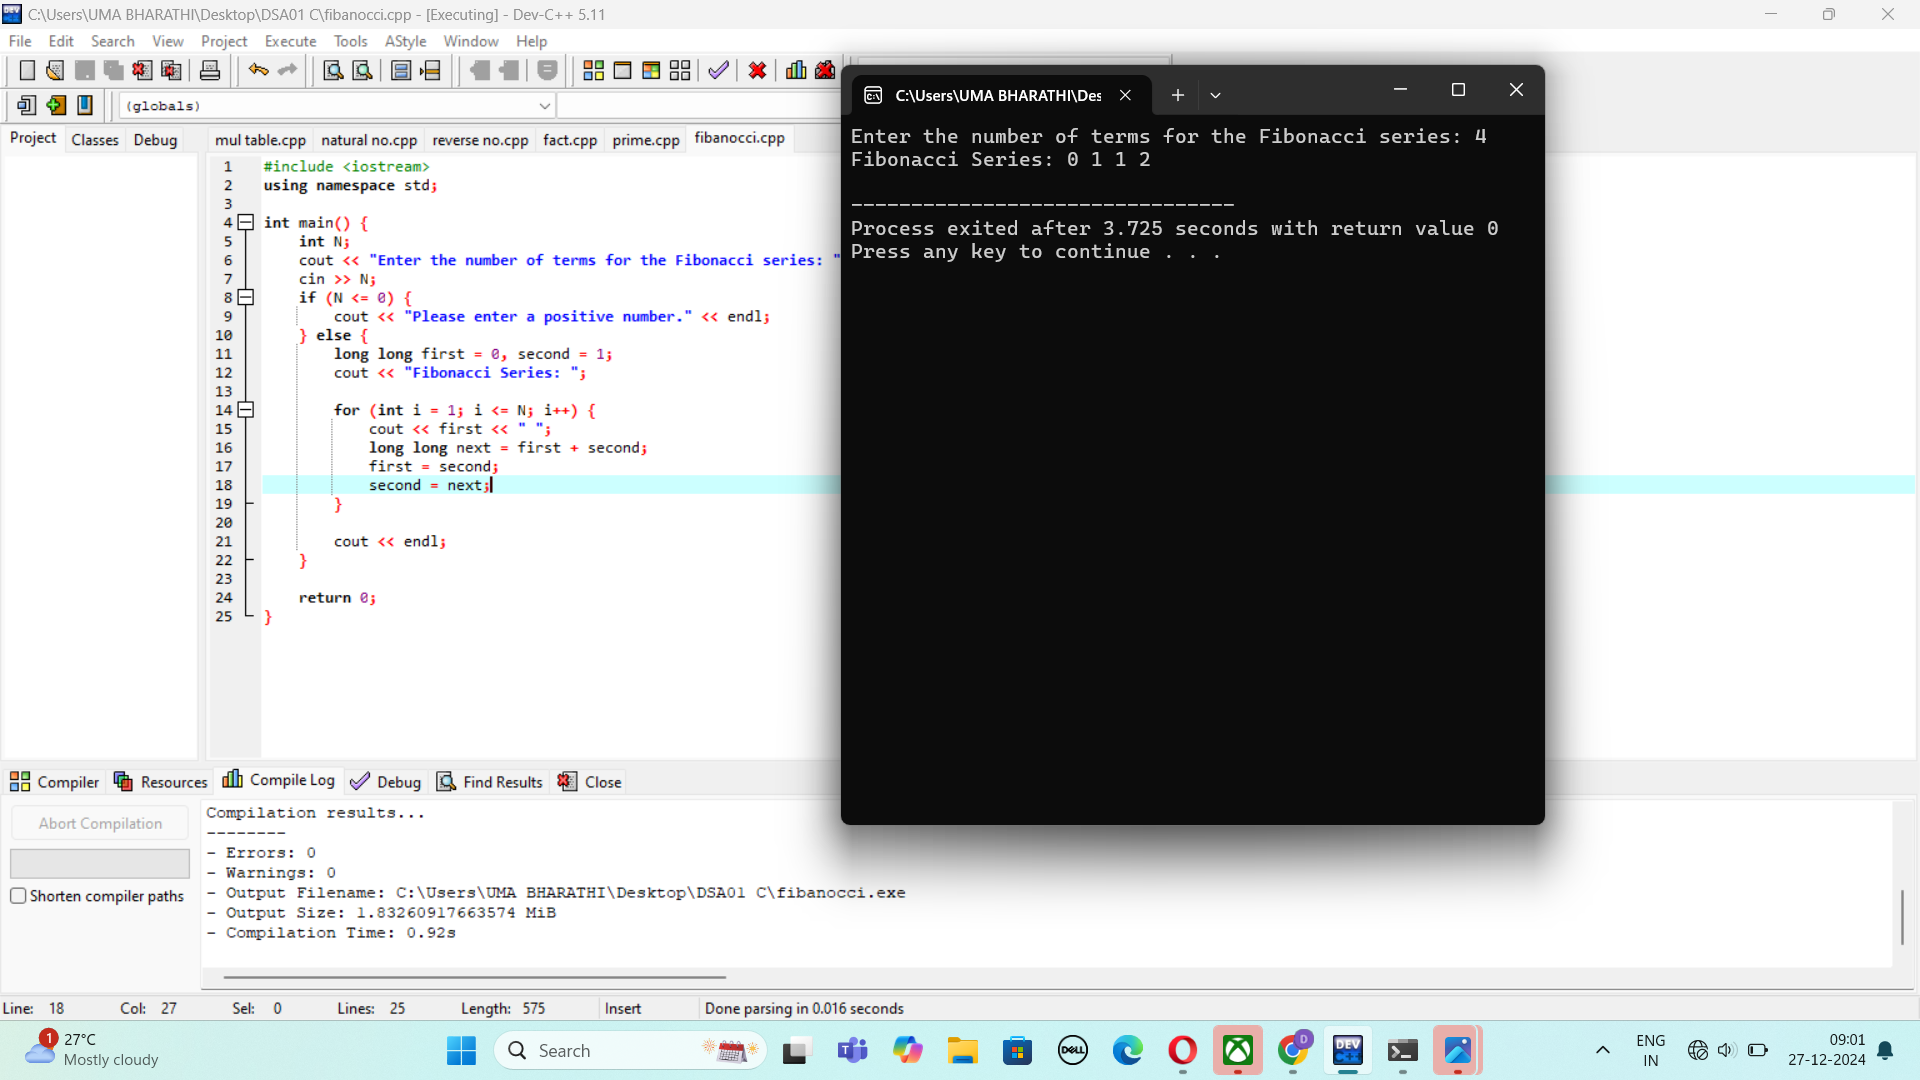 C:\Users\UMA BHARATHI\Desktop\DSA01 C\fibanocci.cpp - [Executing] - Dev-C++ 5.11
File Edit Search View Project Execute Tools AStyle Window Help
(globals)
Project Classes Debug
mul table.cpp natural no.cpp reverse no.cpp fact.cpp prime.cpp fibanocci.cpp
1 #include <iostream>
2 using namespace std;
3
4 int main() {
5 int N;
6 cout << "Enter the number of terms for the Fibonacci series: "
7 cin >> N;
8 if (N <= 0) {
9 cout << "Please enter a positive number." << endl;
10 } else {
11 long long first = 0, second = 1;
12 cout << "Fibonacci Series: ";
13
14 for (int i = 1; i <= N; i++) {
15 cout << first << " ";
16 long long next = first + second;
17 first = second;
18 second = next;
19 }
20
21 cout << endl;
22 }
23
24 return 0;
25 }
C:\Users\UMA BHARATHI\Des
Enter the number of terms for the Fibonacci series: 4
Fibonacci Series: 0 1 1 2
--------------------------------
Process exited after 3.725 seconds with return value 0
Press any key to continue . . .
Compiler Resources Compile Log Debug Find Results Close
Abort Compilation
Shorten compiler paths
Compilation results...
--------
- Errors: 0
- Warnings: 0
- Output Filename: C:\Users\UMA BHARATHI\Desktop\DSA01 C\fibanocci.exe
- Output Size: 1.83260917663574 MiB
- Compilation Time: 0.92s
Line: 18 Col: 27 Sel: 0 Lines: 25 Length: 575 Insert Done parsing in 0.016 seconds
1
27°C
Mostly cloudy
Search
DELL
D
DEV
C++
ENG
IN
09:01
27-12-2024